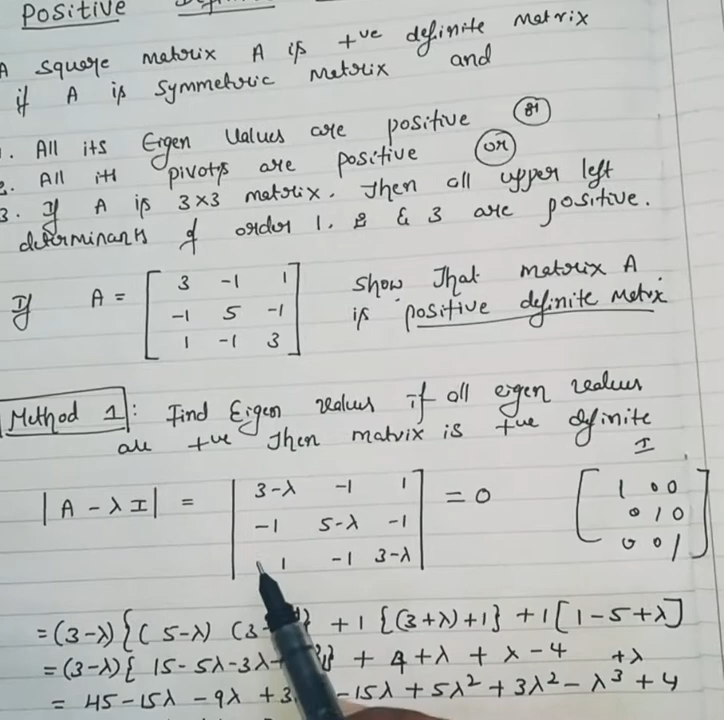 Positive
A square matrix A is +ve definite matrix
if A is symmetric matrix and
1. All its Eigen values are positive or
2. All its pivots are positive or
3. If A is 3×3 matrix. Then all upper left
determinants of order 1, 2 & 3 are positive.
If A = [ 3 -1 1 show That matrix A
-1 5 -1 is positive definite Matrix
1 -1 3 ]
Method 1: Find Eigen values if all eigen values
are +ve Then matrix is +ve definite
I
|A - λI| = | 3-λ -1 1 | = 0 [ 1 0 0
-1 5-λ -1 0 1 0
1 -1 3-λ 0 0 1
= (3-λ){(5-λ)(3 +1{(3+λ)+1} + 1[1-5+λ]
= (3-λ){15-5λ-3λ+ + 4+λ + λ-4
+λ
= 45-15λ-9λ+3 -15λ+5λ²+3λ²-λ³+4